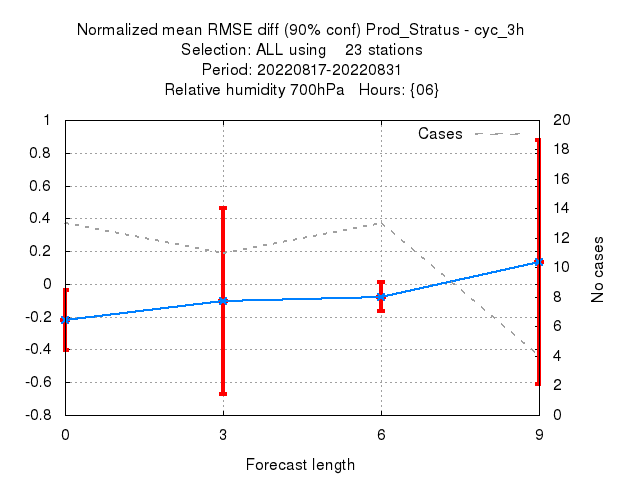 Normalized mean RMSE diff (90% conf) Prod_Stratus - cyc_3h
Selection: ALL using    23 stations
Period: 20220817-20220831
Relative humidity 700hPa   Hours: {06}
Cases
1
0.8
0.6
0.4
0.2
0
-0.2
-0.4
-0.6
-0.8
20
18
16
14
12
10
8
6
4
2
0
No cases
0 3 6 9
Forecast length